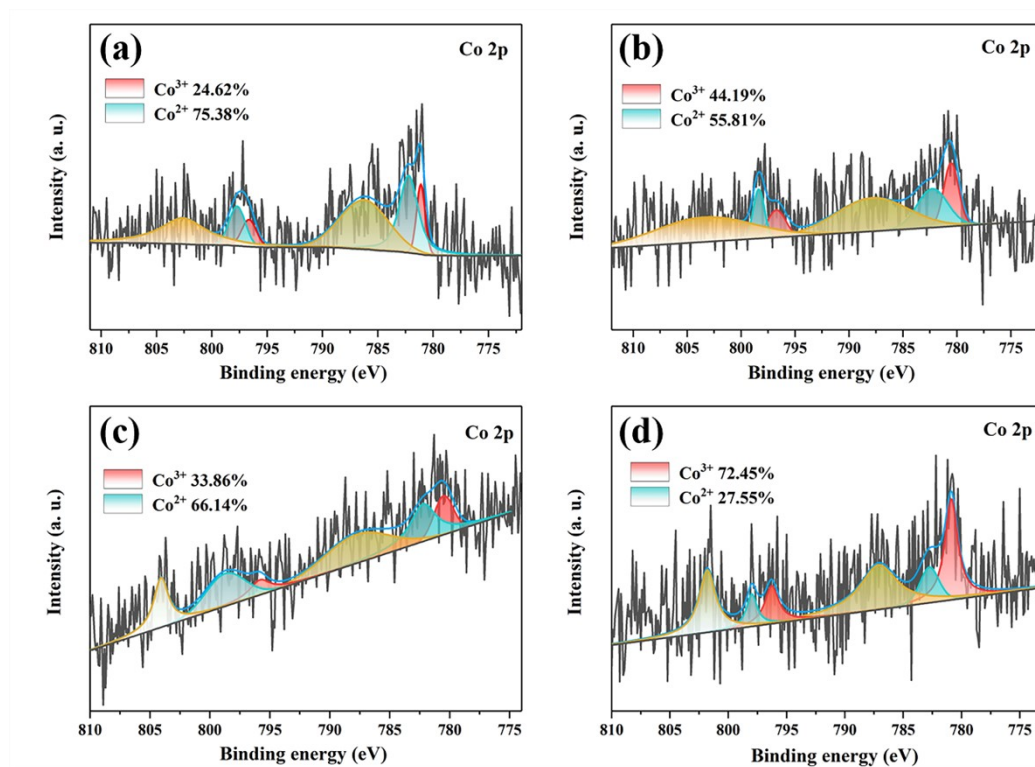 (a)
Co 2p
Co³⁺ 24.62%
Co²⁺ 75.38%
Intensity (a. u.)
810 805 800 795 790 785 780 775
Binding energy (eV)
(b)
Co 2p
Co³⁺ 44.19%
Co²⁺ 55.81%
Intensity (a. u.)
810 805 800 795 790 785 780 775
Binding energy (eV)
(c)
Co 2p
Co³⁺ 33.86%
Co²⁺ 66.14%
Intensity (a. u.)
810 805 800 795 790 785 780 775
Binding energy (eV)
(d)
Co 2p
Co³⁺ 72.45%
Co²⁺ 27.55%
Intensity (a. u.)
810 805 800 795 790 785 780 775
Binding energy (eV)